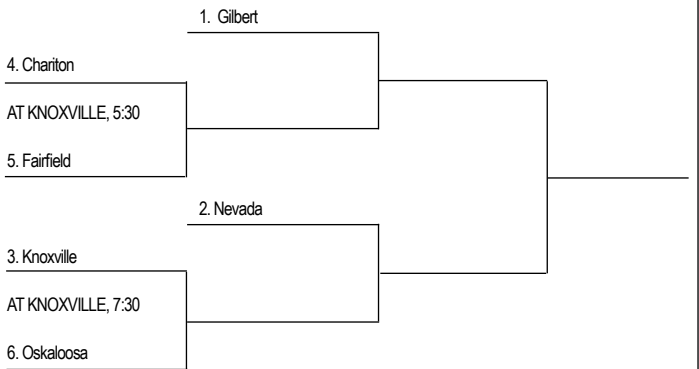 1. Gilbert
4. Chariton
AT KNOXVILLE, 5:30
5. Fairfield
2. Nevada
3. Knoxville
AT KNOXVILLE, 7:30
6. Oskaloosa